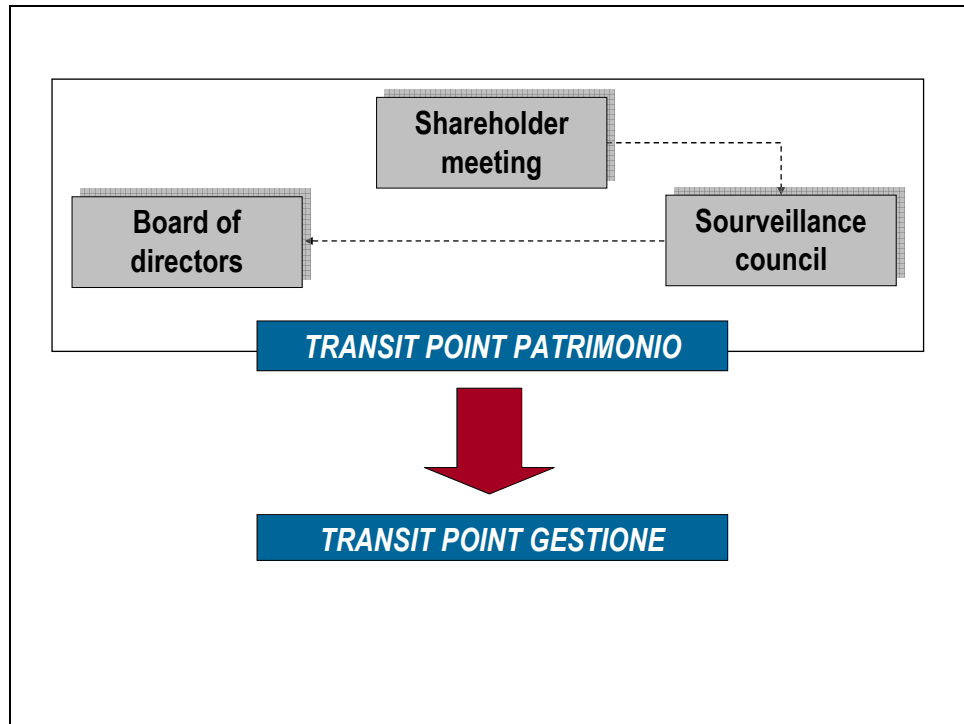 Shareholder
meeting
Board of
directors
Sourveillance
council
TRANSIT POINT PATRIMONIO
TRANSIT POINT GESTIONE